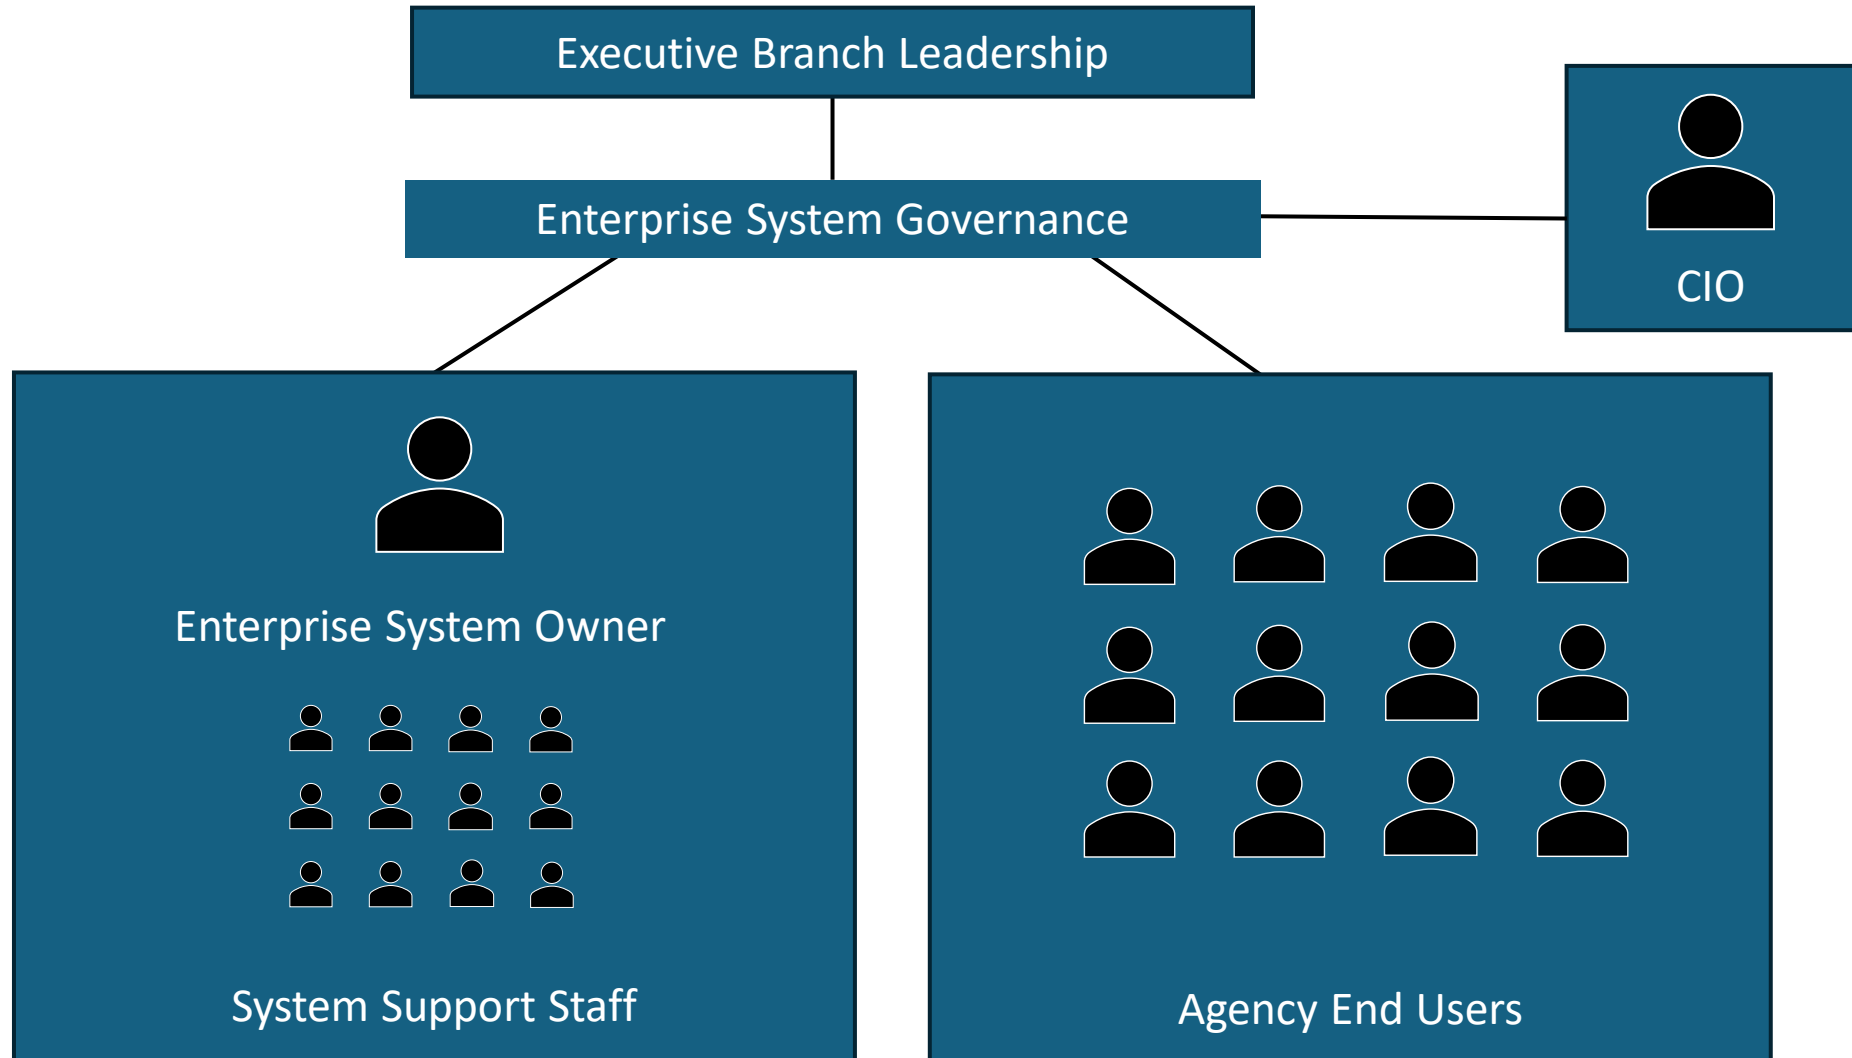 Executive Branch Leadership
Enterprise System Governance
CIO
Enterprise System Owner
System Support Staff
Agency End Users